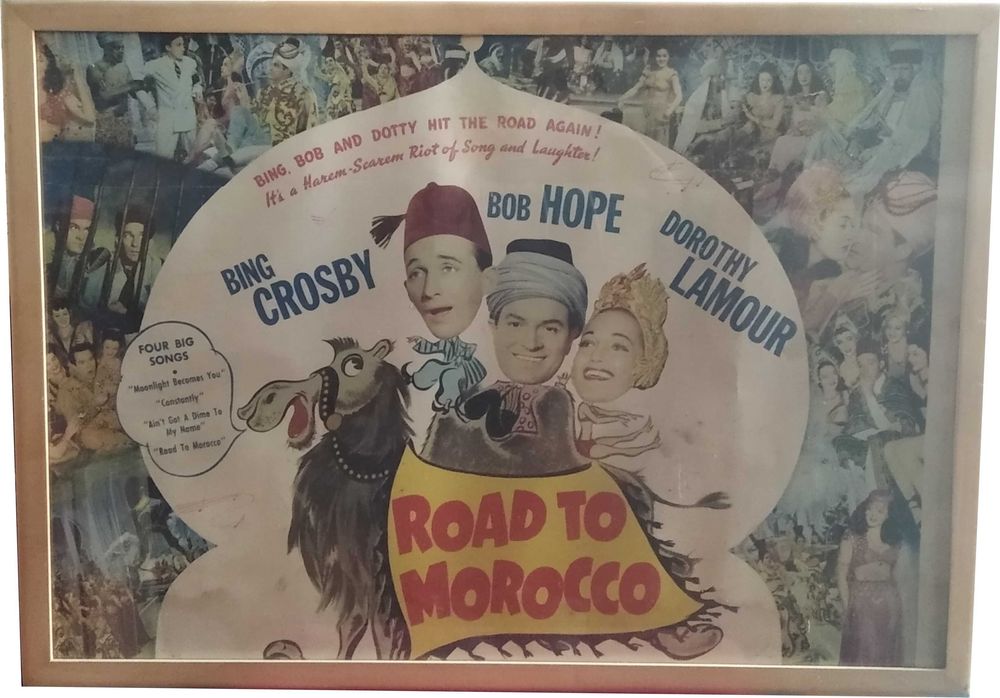 BING, BOB AND DOTTY HIT THE ROAD AGAIN!
It's a Harem-Scarem Riot of Song and Laughter!
BING
CROSBY
BOB HOPE
DOROTHY
LAMOUR
FOUR BIG
SONGS
"Moonlight Becomes You"
"Constantly"
"Ain't Got A Dime To
My Name"
"Road To Morocco"
ROAD TO
MOROCCO